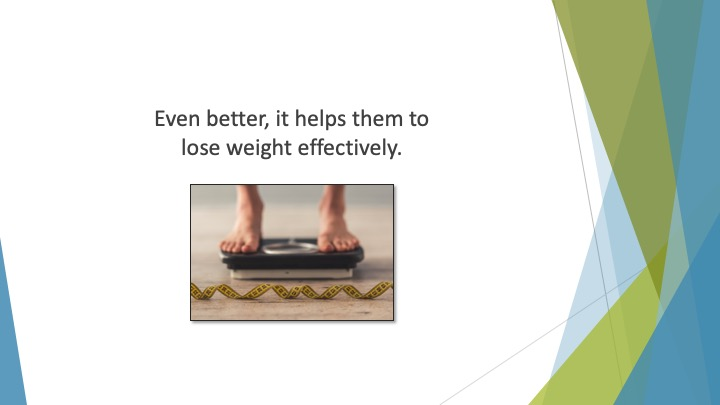 Even better, it helps them to
lose weight effectively.